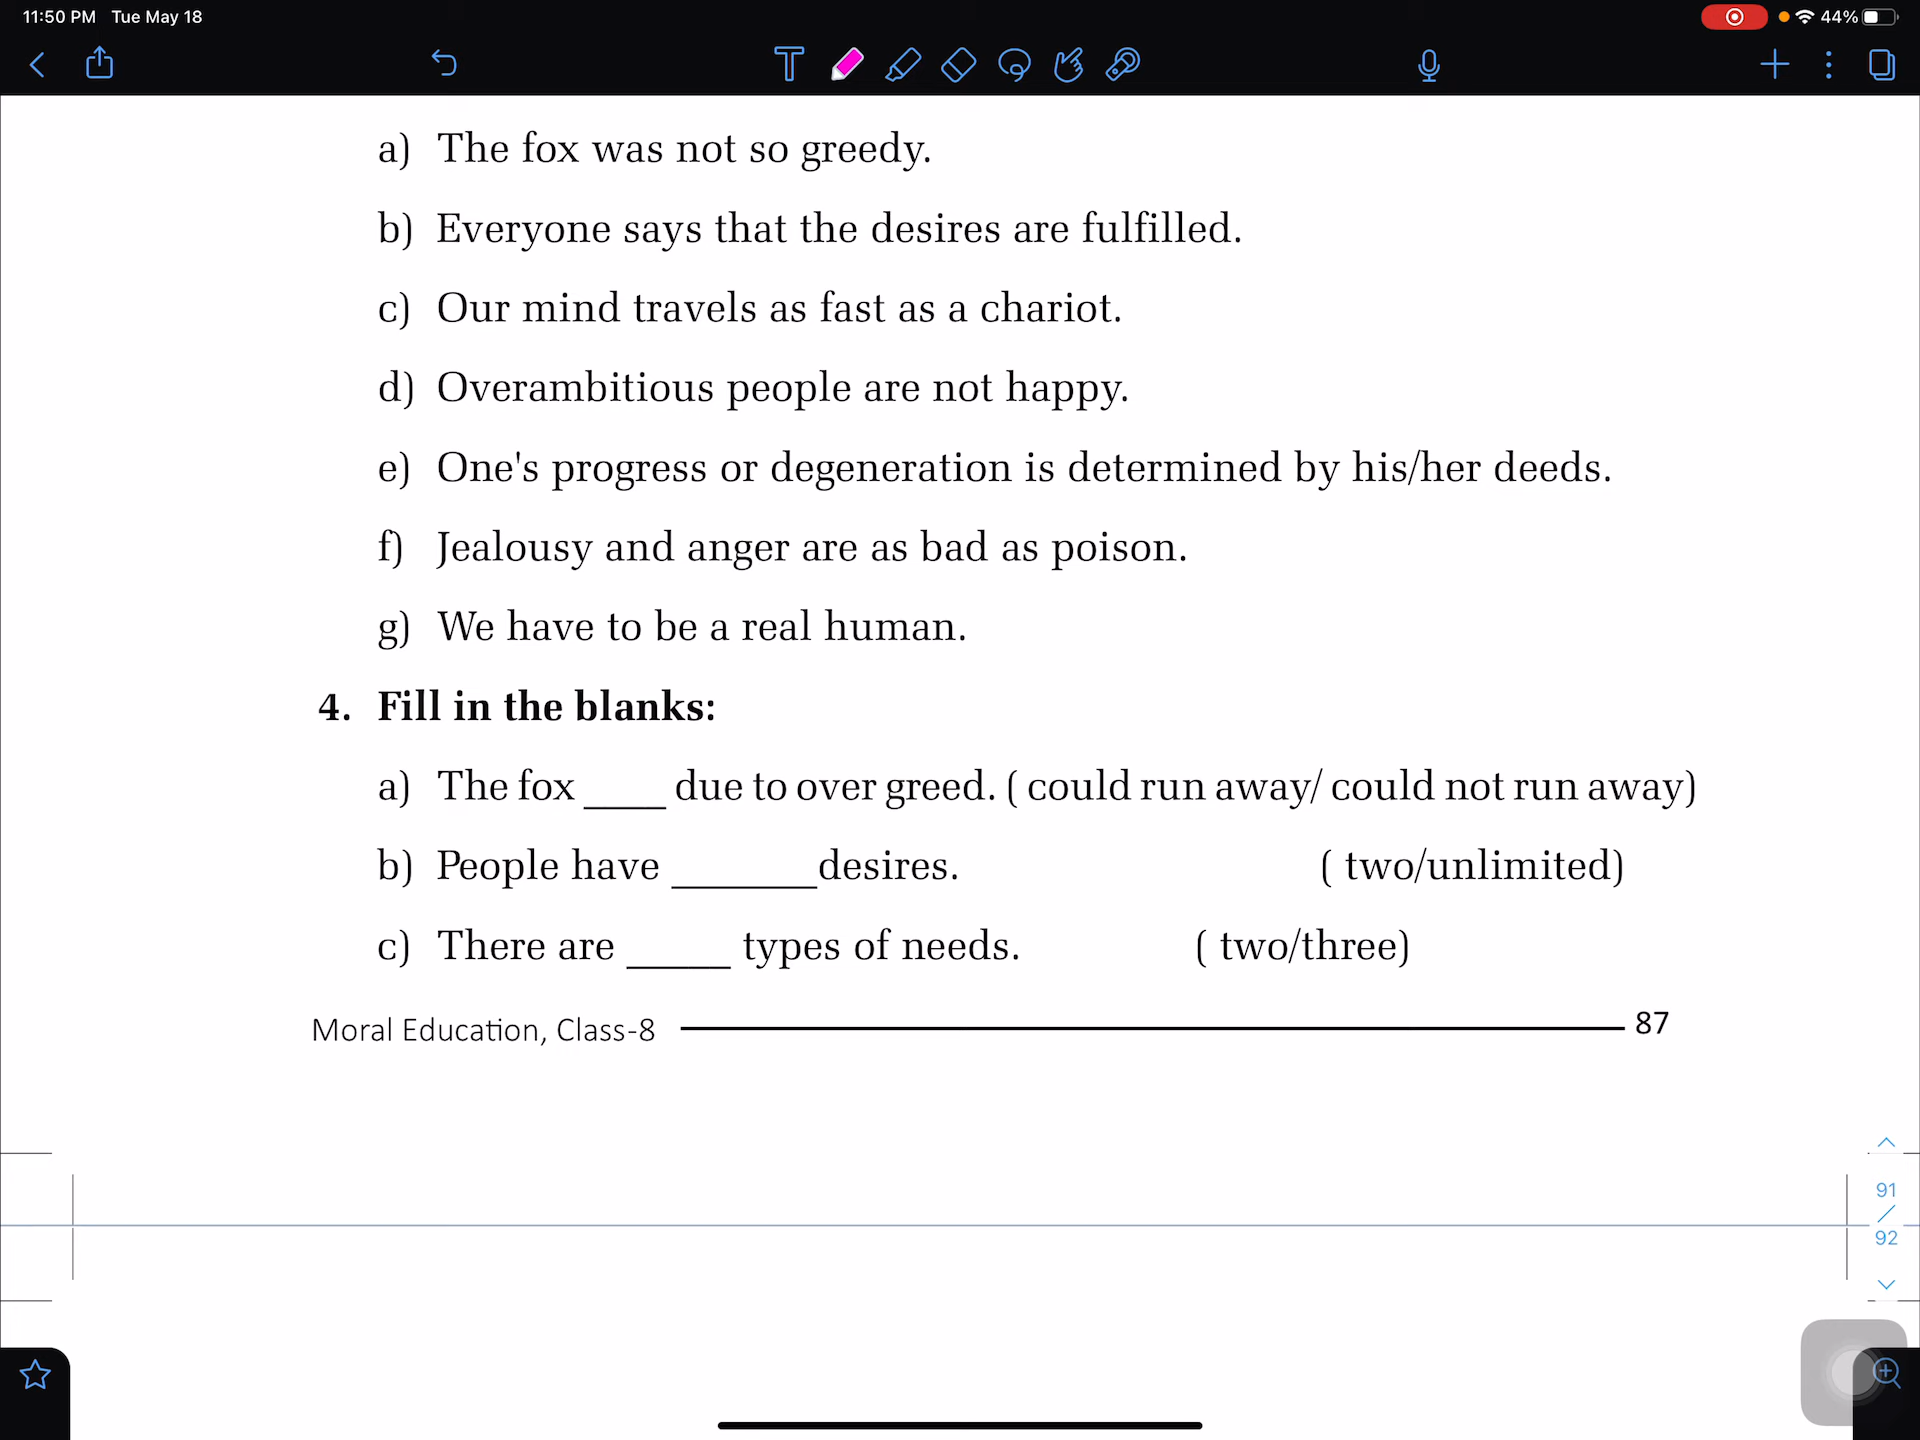 11:50 PM Tue May 18 44%
a) The fox was not so greedy.
b) Everyone says that the desires are fulfilled.
c) Our mind travels as fast as a chariot.
d) Overambitious people are not happy.
e) One's progress or degeneration is determined by his/her deeds.
f) Jealousy and anger are as bad as poison.
g) We have to be a real human.
4. Fill in the blanks:
a) The fox ____ due to over greed. ( could run away/ could not run away)
b) People have _______desires. ( two/unlimited)
c) There are _____ types of needs. ( two/three)
Moral Education, Class-8 87
91
/
92